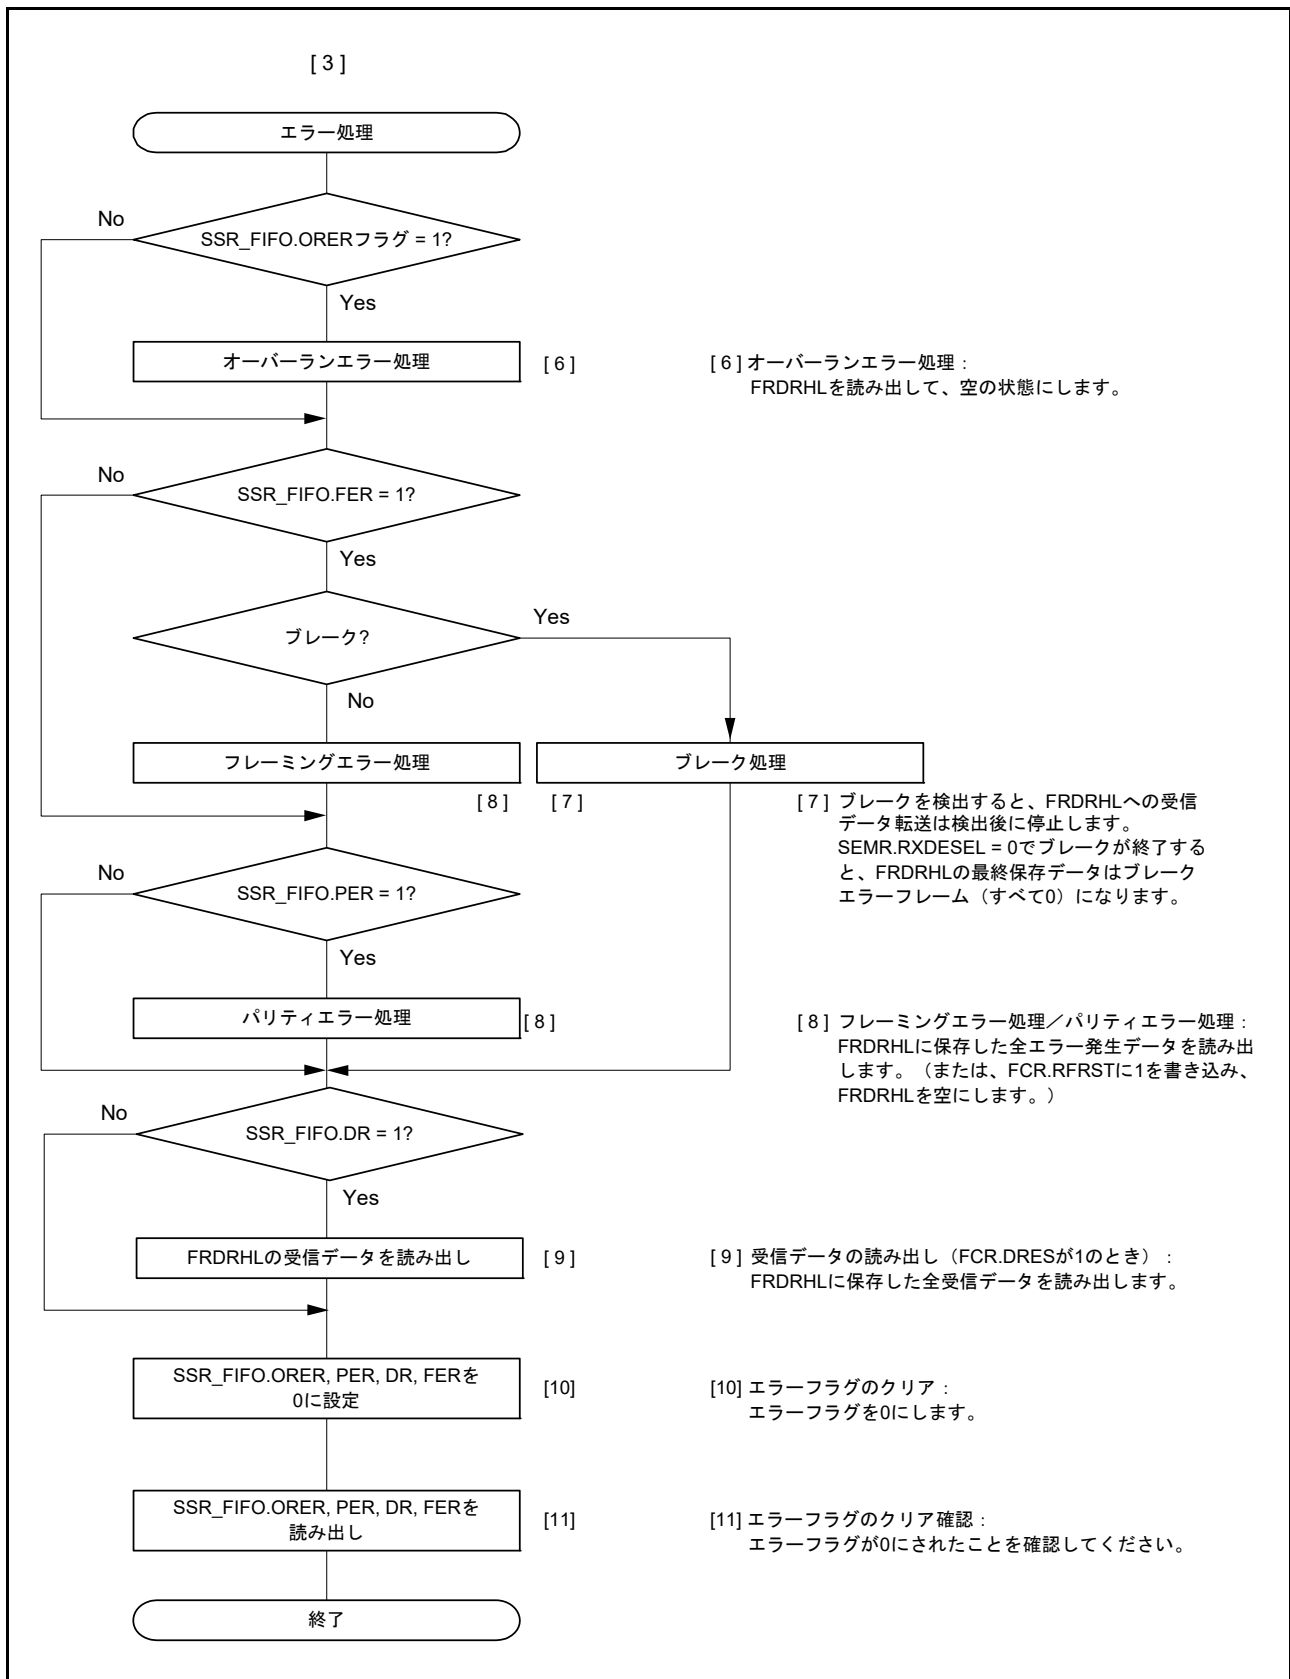 [ 3 ]
エラー処理
No
SSR_FIFO.ORERフラグ = 1?
Yes
オーバーランエラー処理
[ 6 ]
[ 6 ] オーバーランエラー処理：
FRDRHLを読み出して、空の状態にします。
No
SSR_FIFO.FER = 1?
Yes
ブレーク?
Yes
No
フレーミングエラー処理
ブレーク処理
[ 8 ]
[ 7 ]
[ 7 ] ブレークを検出すると、FRDRHLへの受信
データ転送は検出後に停止します。
SEMR.RXDESEL = 0でブレークが終了する
と、FRDRHLの最終保存データはブレーク
エラーフレーム（すべて0）になります。
No
SSR_FIFO.PER = 1?
Yes
パリティエラー処理
[ 8 ]
[ 8 ] フレーミングエラー処理／パリティエラー処理：
FRDRHLに保存した全エラー発生データを読み出
します。（または、FCR.RFRSTに1を書き込み、
FRDRHLを空にします。）
No
SSR_FIFO.DR = 1?
Yes
FRDRHLの受信データを読み出し
[ 9 ]
[ 9 ] 受信データの読み出し（FCR.DRESが1のとき）：
FRDRHLに保存した全受信データを読み出します。
SSR_FIFO.ORER, PER, DR, FERを
0に設定
[10]
[10] エラーフラグのクリア：
エラーフラグを0にします。
SSR_FIFO.ORER, PER, DR, FERを
読み出し
[11]
[11] エラーフラグのクリア確認：
エラーフラグが0にされたことを確認してください。
終了